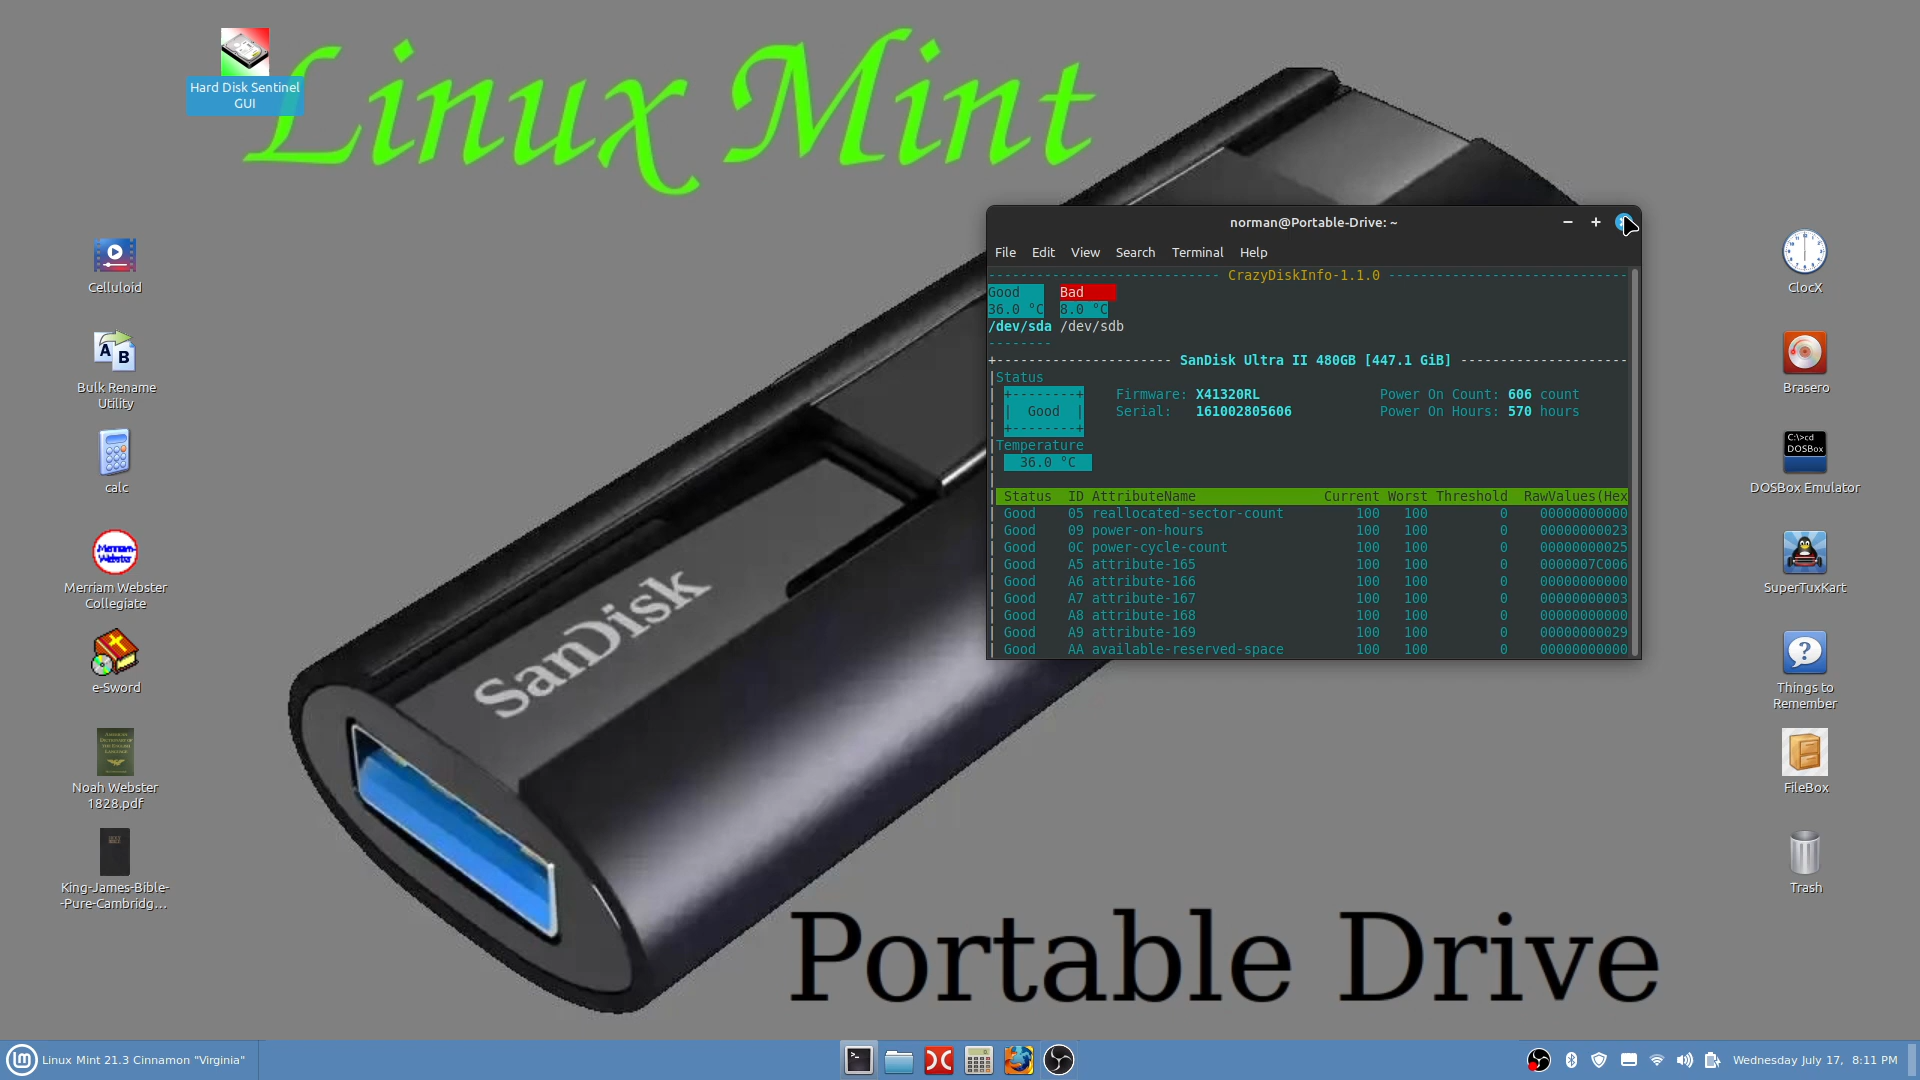 Linux Mint
Hard Disk Sentinel
GUI
Celluloid
Bulk Rename
Utility
calc
Merriam Webster
Collegiate
e-Sword
Noah Webster
1828.pdf
King-James-Bible-
-Pure-Cambridg...
SanDisk
Portable Drive
norman@Portable-Drive: ~
File Edit View Search Terminal Help
--------------------------- CrazyDiskInfo-1.1.0 ---------------------------
Good Bad
36.0 °C 8.0 °C
/dev/sda /dev/sdb
--------
+---------------------- SanDisk Ultra II 480GB [447.1 GiB] ---------------------
|Status
| +--------+ Firmware: X41320RL Power On Count: 606 count
| | Good | Serial: 161002805606 Power On Hours: 570 hours
| +--------+
|Temperature
| 36.0 °C
|
| Status ID AttributeName Current Worst Threshold RawValues(Hex
| Good 05 reallocated-sector-count 100 100 0 00000000000
| Good 09 power-on-hours 100 100 0 00000000023
| Good 0C power-cycle-count 100 100 0 00000000025
| Good A5 attribute-165 100 100 0 0000007C006
| Good A6 attribute-166 100 100 0 00000000000
| Good A7 attribute-167 100 100 0 00000000003
| Good A8 attribute-168 100 100 0 00000000000
| Good A9 attribute-169 100 100 0 00000000029
| Good AA available-reserved-space 100 100 0 00000000000
ClocX
Brasero
C:\>cd
DOSBox
DOSBox Emulator
SuperTuxKart
Things to
Remember
FileBox
Trash
Linux Mint 21.3 Cinnamon "Virginia"
Wednesday July 17, 8:11 PM